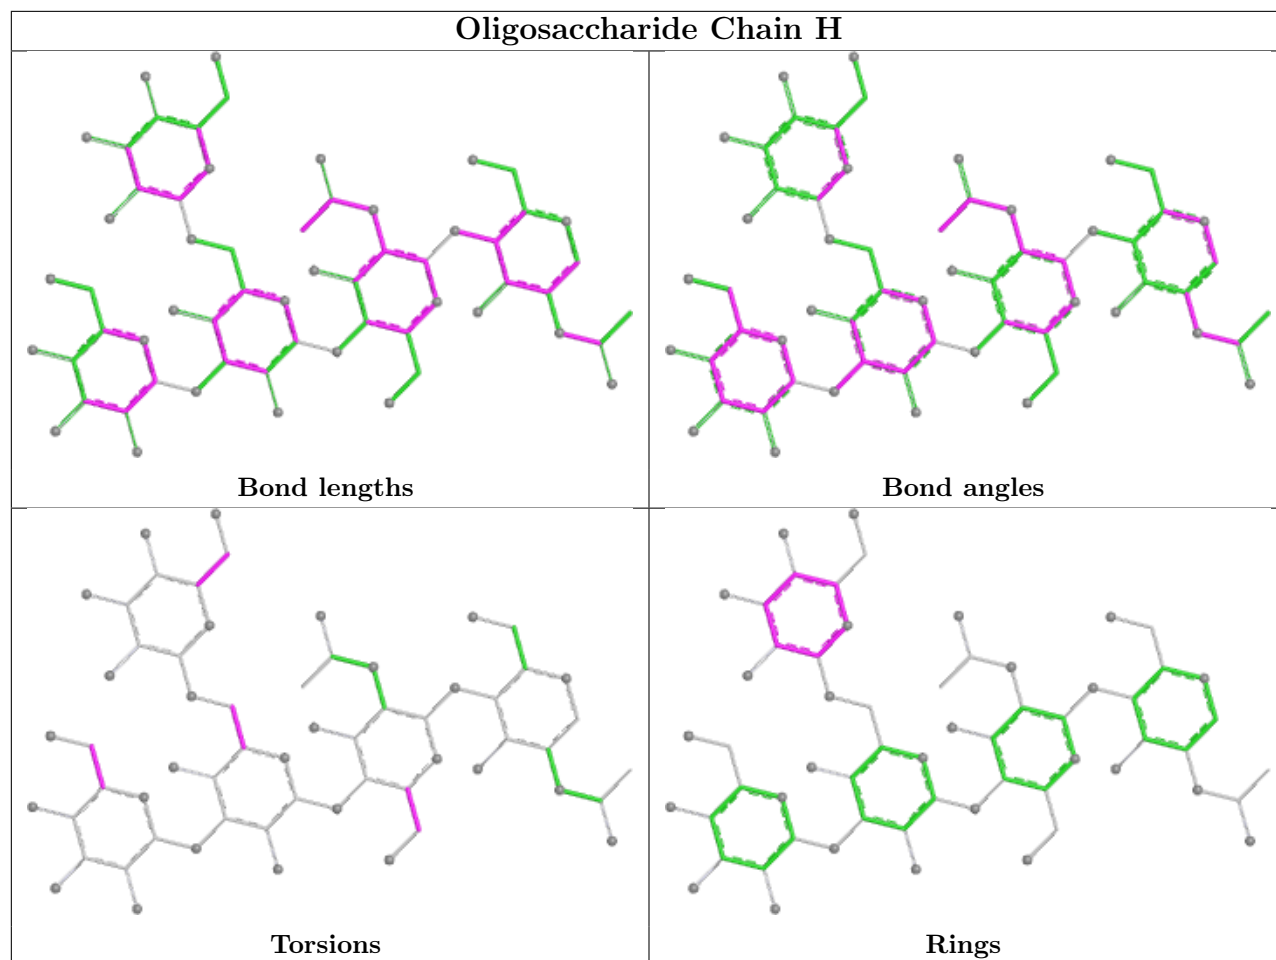 Oligosaccharide Chain H
Bond lengths
Bond angles
Torsions
Rings